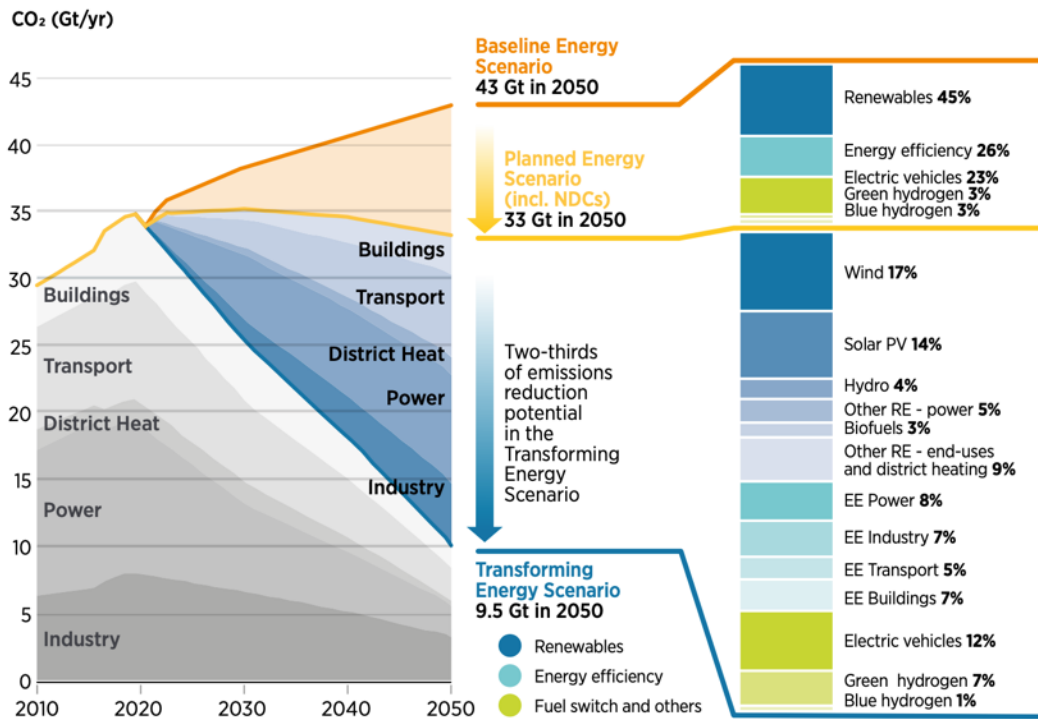 CO₂ (Gt/yr)
45
40
35
30
25
20
15
10
5
0
2010
2020
2030
2040
2050
Buildings
Transport
District Heat
Power
Industry
Buildings
Transport
District Heat
Power
Industry
Baseline Energy
Scenario
43 Gt in 2050
Planned Energy
Scenario
(incl. NDCs)
33 Gt in 2050
Two-thirds
of emissions
reduction
potential
in the
Transforming
Energy
Scenario
Transforming
Energy Scenario
9.5 Gt in 2050
Renewables
Energy efficiency
Fuel switch and others
Renewables 45%
Energy efficiency 26%
Electric vehicles 23%
Green hydrogen 3%
Blue hydrogen 3%
Wind 17%
Solar PV 14%
Hydro 4%
Other RE - power 5%
Biofuels 3%
Other RE - end-uses
and district heating 9%
EE Power 8%
EE Industry 7%
EE Transport 5%
EE Buildings 7%
Electric vehicles 12%
Green hydrogen 7%
Blue hydrogen 1%